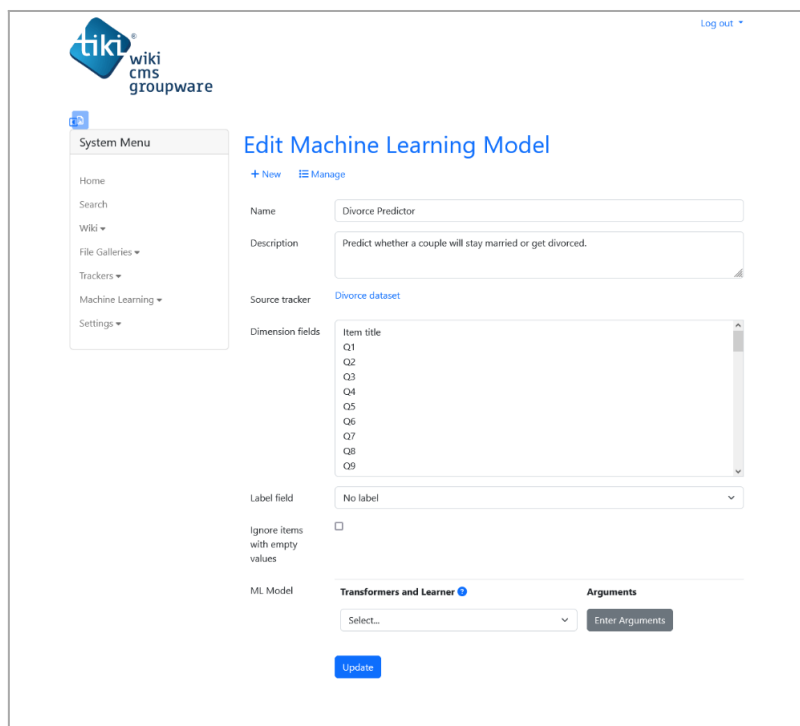 Log out
tiki®
wiki
cms
groupware
System Menu
Home
Search
Wiki
File Galleries
Trackers
Machine Learning
Settings
Edit Machine Learning Model
+ New Manage
Name Divorce Predictor
Description Predict whether a couple will stay married or get divorced.
Source tracker Divorce dataset
Dimension fields Item title
Q1
Q2
Q3
Q4
Q5
Q6
Q7
Q8
Q9
Label field No label
Ignore items
with empty
values
ML Model Transformers and Learner ? Arguments
Select... Enter Arguments
Update